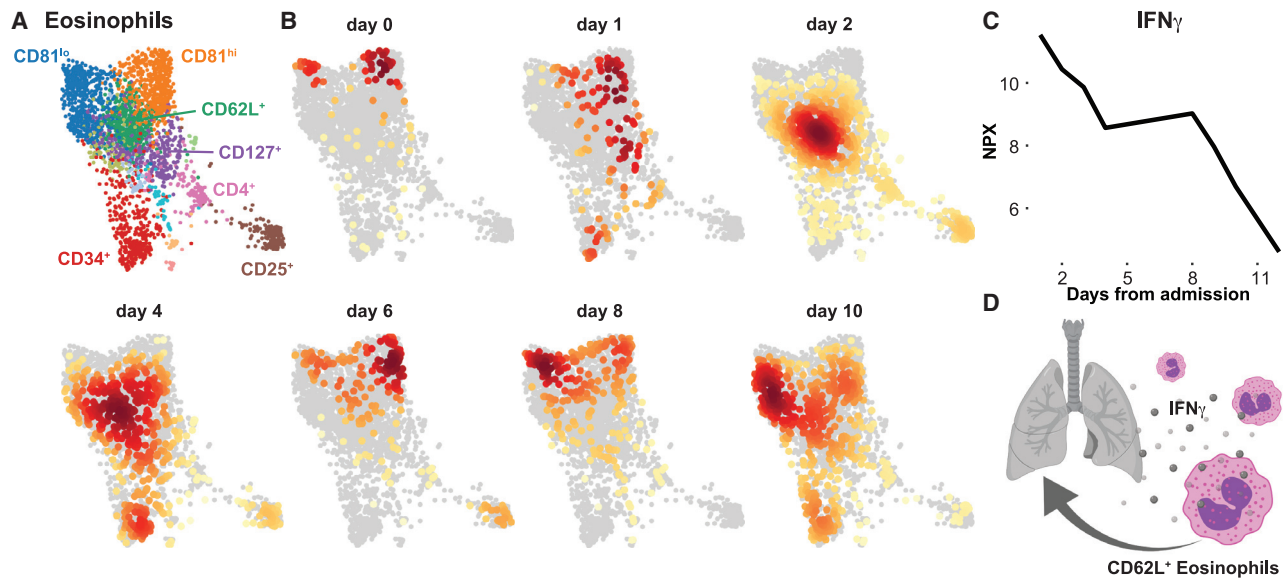 A Eosinophils
CD81lo
CD81hi
CD62L+
CD127+
CD4+
CD34+
CD25+
B
day 0
day 1
day 2
day 4
day 6
day 8
day 10
C
IFNγ
NPX
10
8
6
2 5 8 11
Days from admission
D
IFNγ
CD62L+ Eosinophils